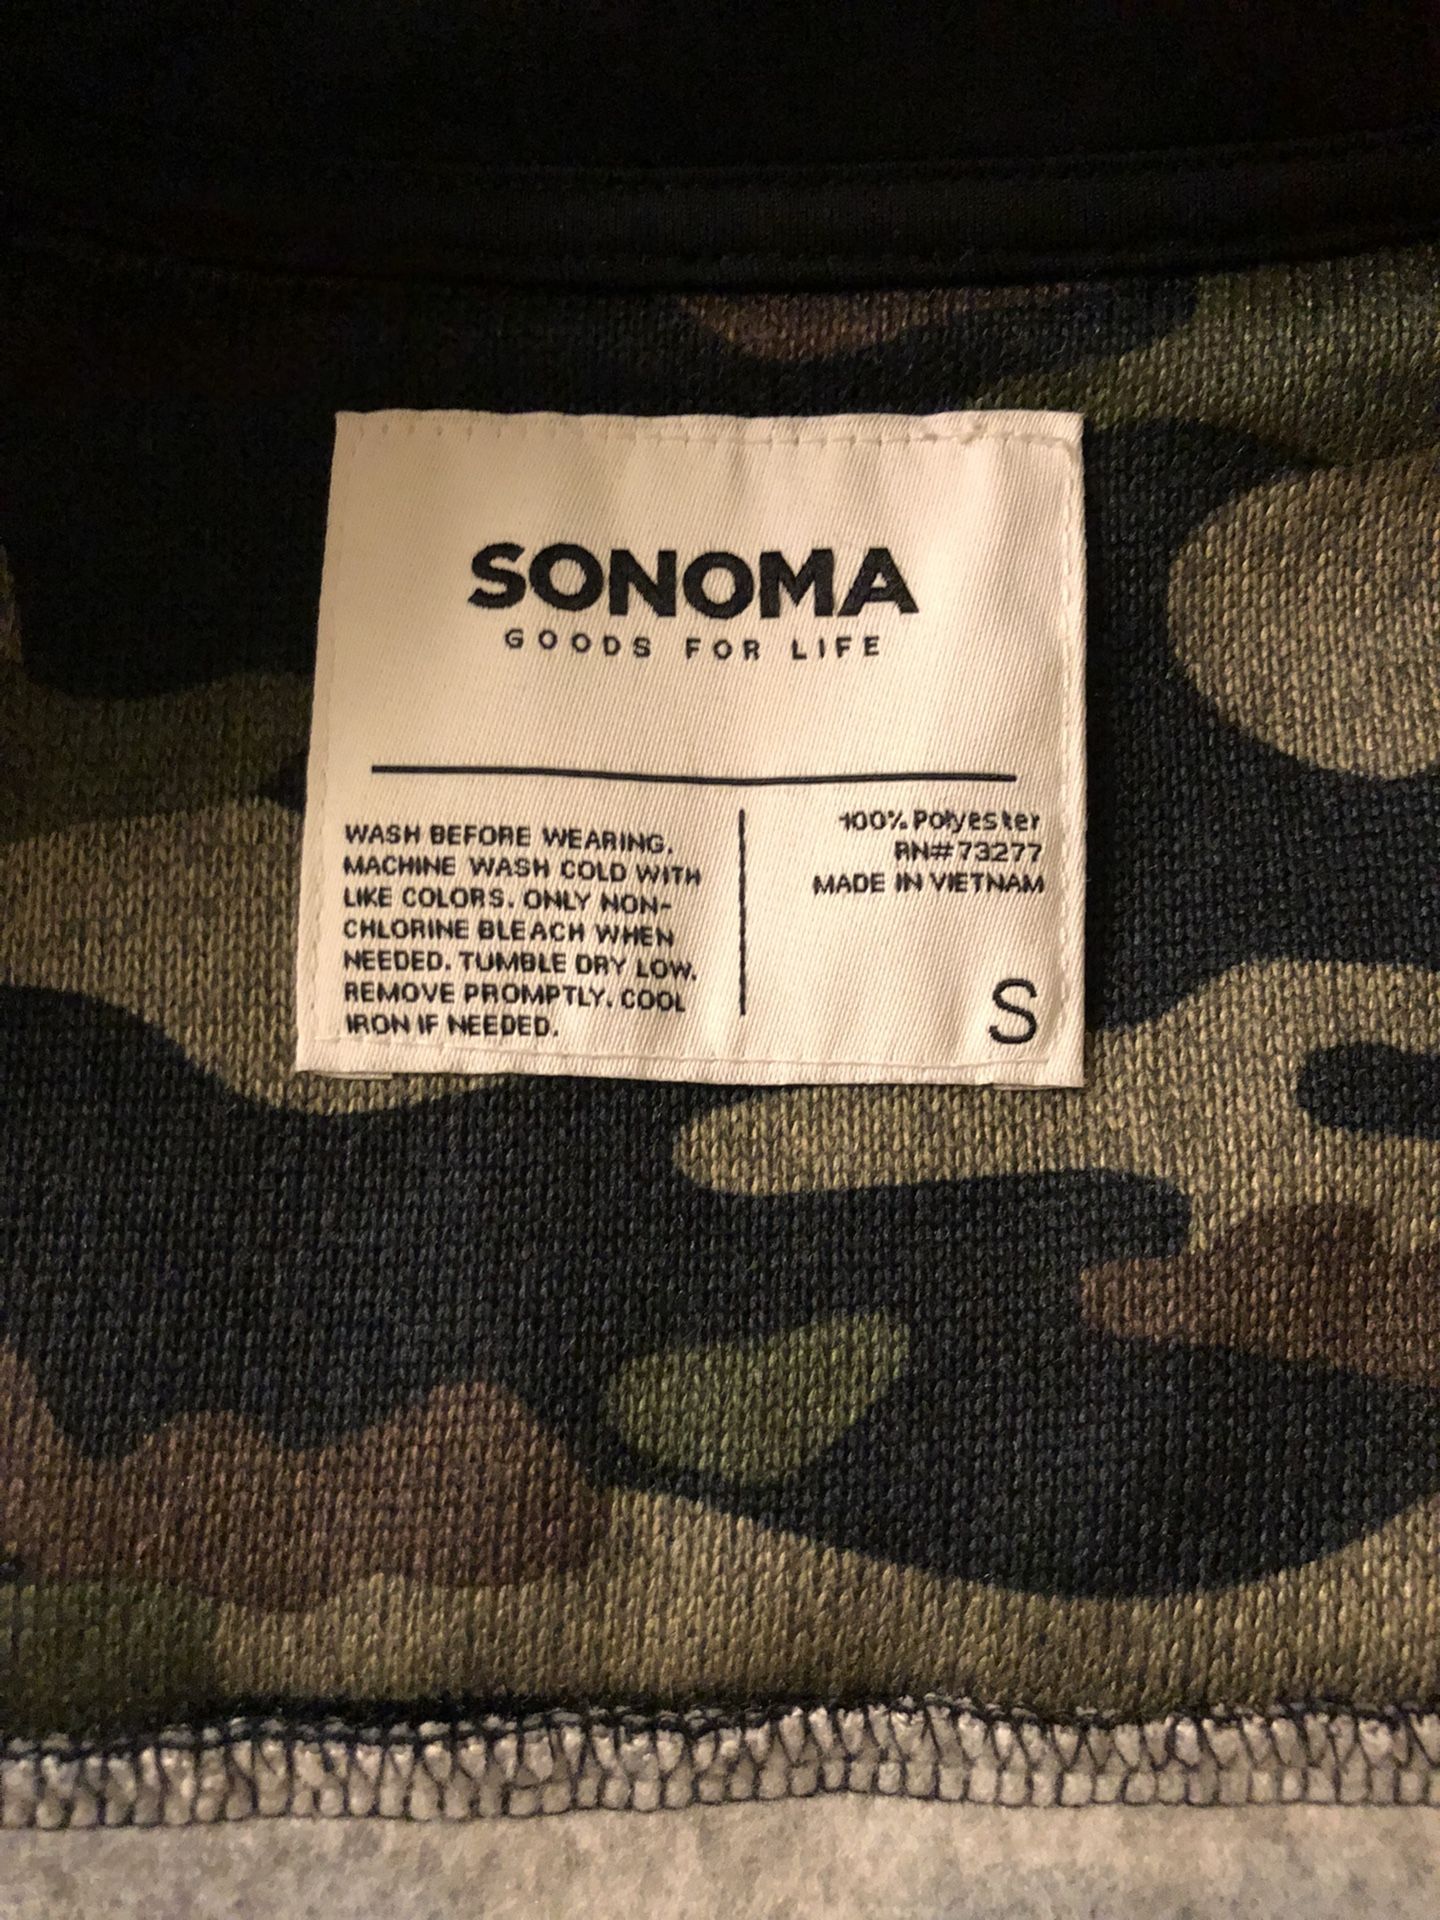 SONOMA
GOODS FOR LIFE
WASH BEFORE WEARING.
MACHINE WASH COLD WITH
LIKE COLORS. ONLY NON-
CHLORINE BLEACH WHEN
NEEDED. TUMBLE DRY LOW.
REMOVE PROMPTLY. COOL
IRON IF NEEDED.
100% Polyester
RN#73277
MADE IN VIETNAM
S